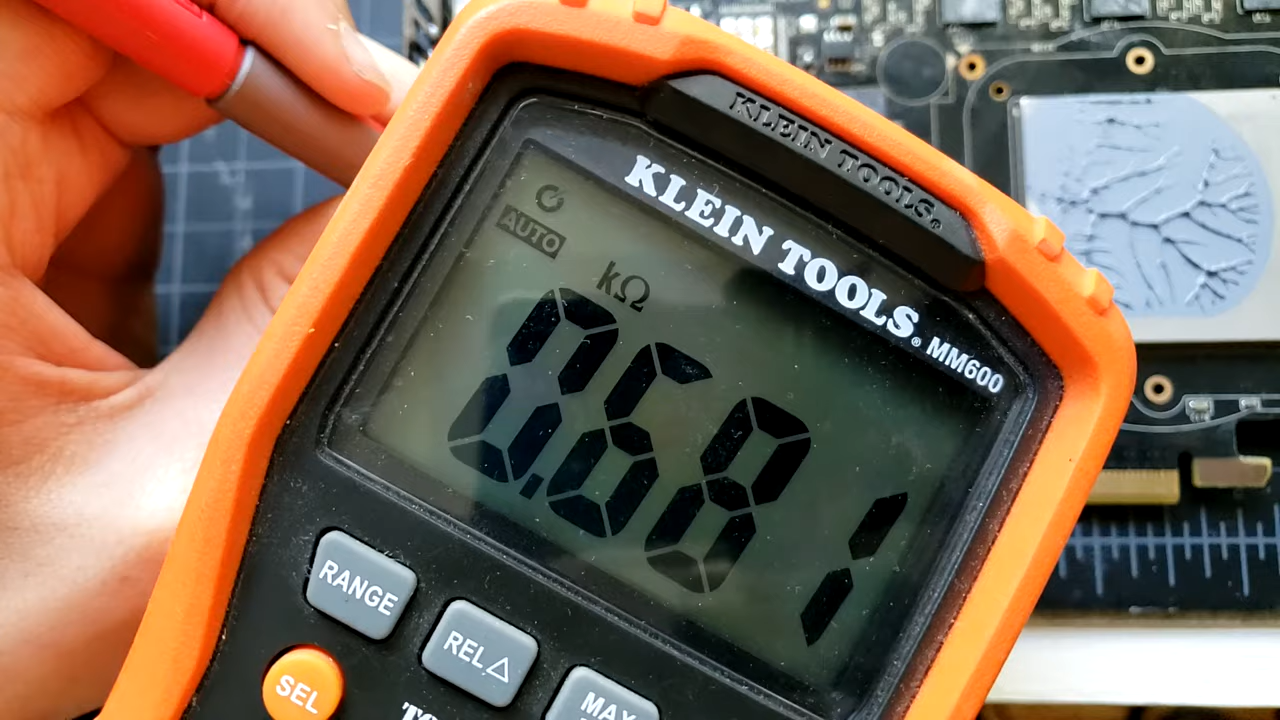 KLEIN TOOLS®
KLEIN TOOLS® MM600
AUTO
kΩ
0.681
RANGE
REL△
MAX
SEL